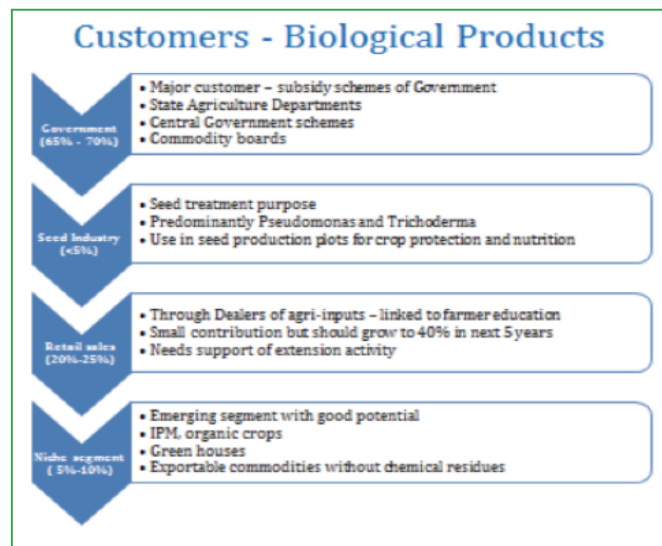 Customers - Biological Products
Government
(65% - 70%)
• Major customer – subsidy schemes of Government
• State Agriculture Departments
• Central Government schemes
• Commodity boards
Seed Industry
(<5%)
• Seed treatment purpose
• Predominantly Pseudomonas and Trichoderma
• Use in seed production plots for crop protection and nutrition
Retail sales
(20%-25%)
• Through Dealers of agri-inputs – linked to farmer education
• Small contribution but should grow to 40% in next 5 years
• Needs support of extension activity
Niche segment
( 5%-10%)
• Emerging segment with good potential
• IPM, organic crops
• Green houses
• Exportable commodities without chemical residues